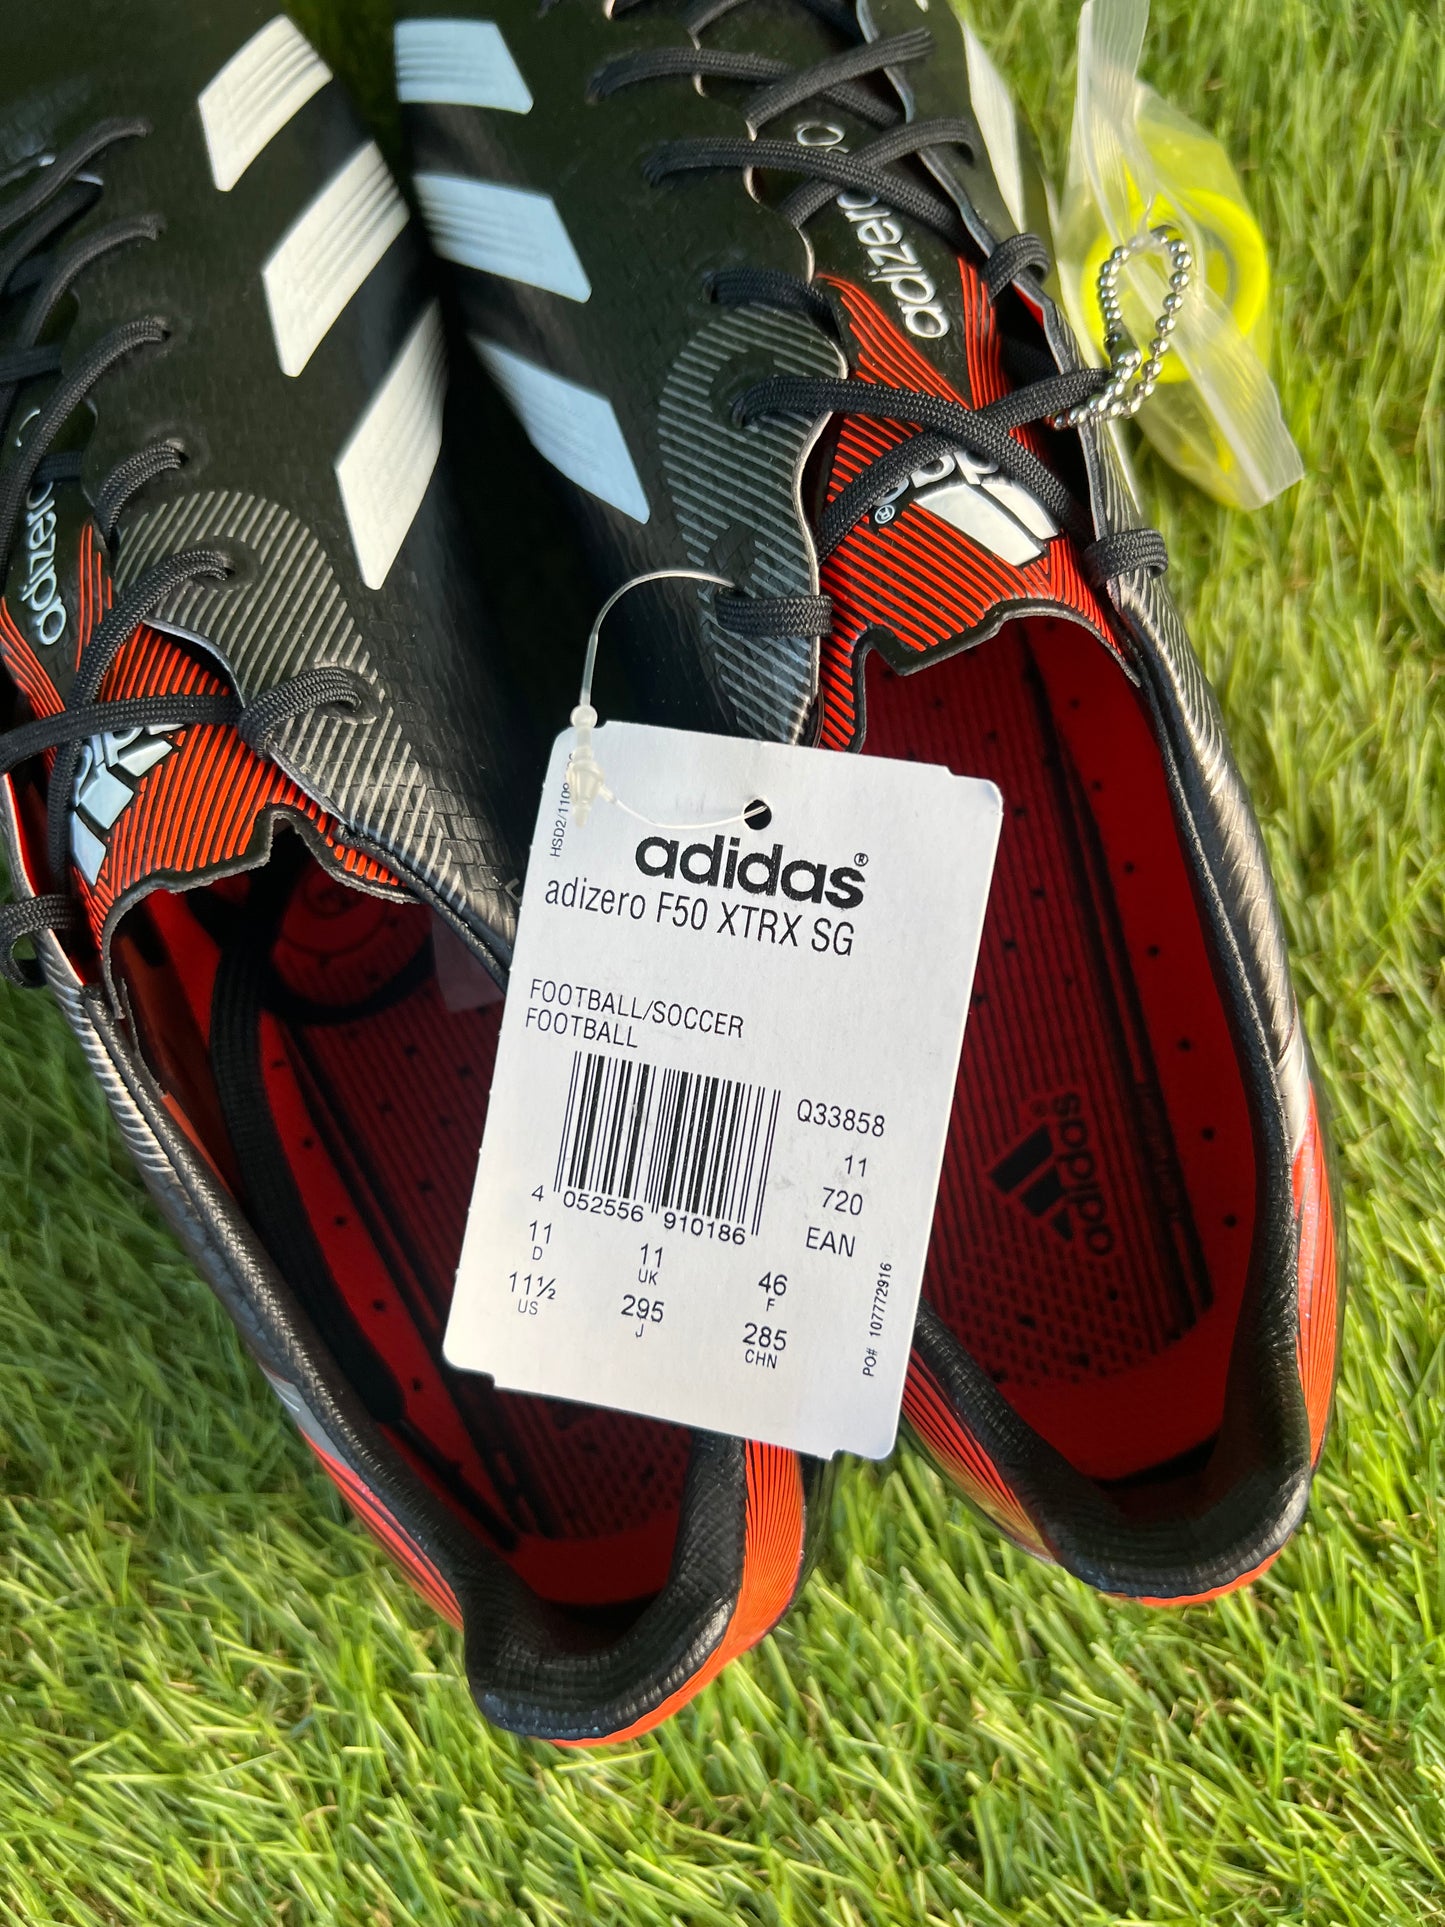 adizero
adidas
adizero
adidas®
adizero F50 XTRX SG
FOOTBALL/SOCCER
FOOTBALL
Q33858
11
720
EAN
4 052556 910186
11
D
11
UK
46
F
11½
US
295
J
285
CHN
PO# 107772916
adidas®